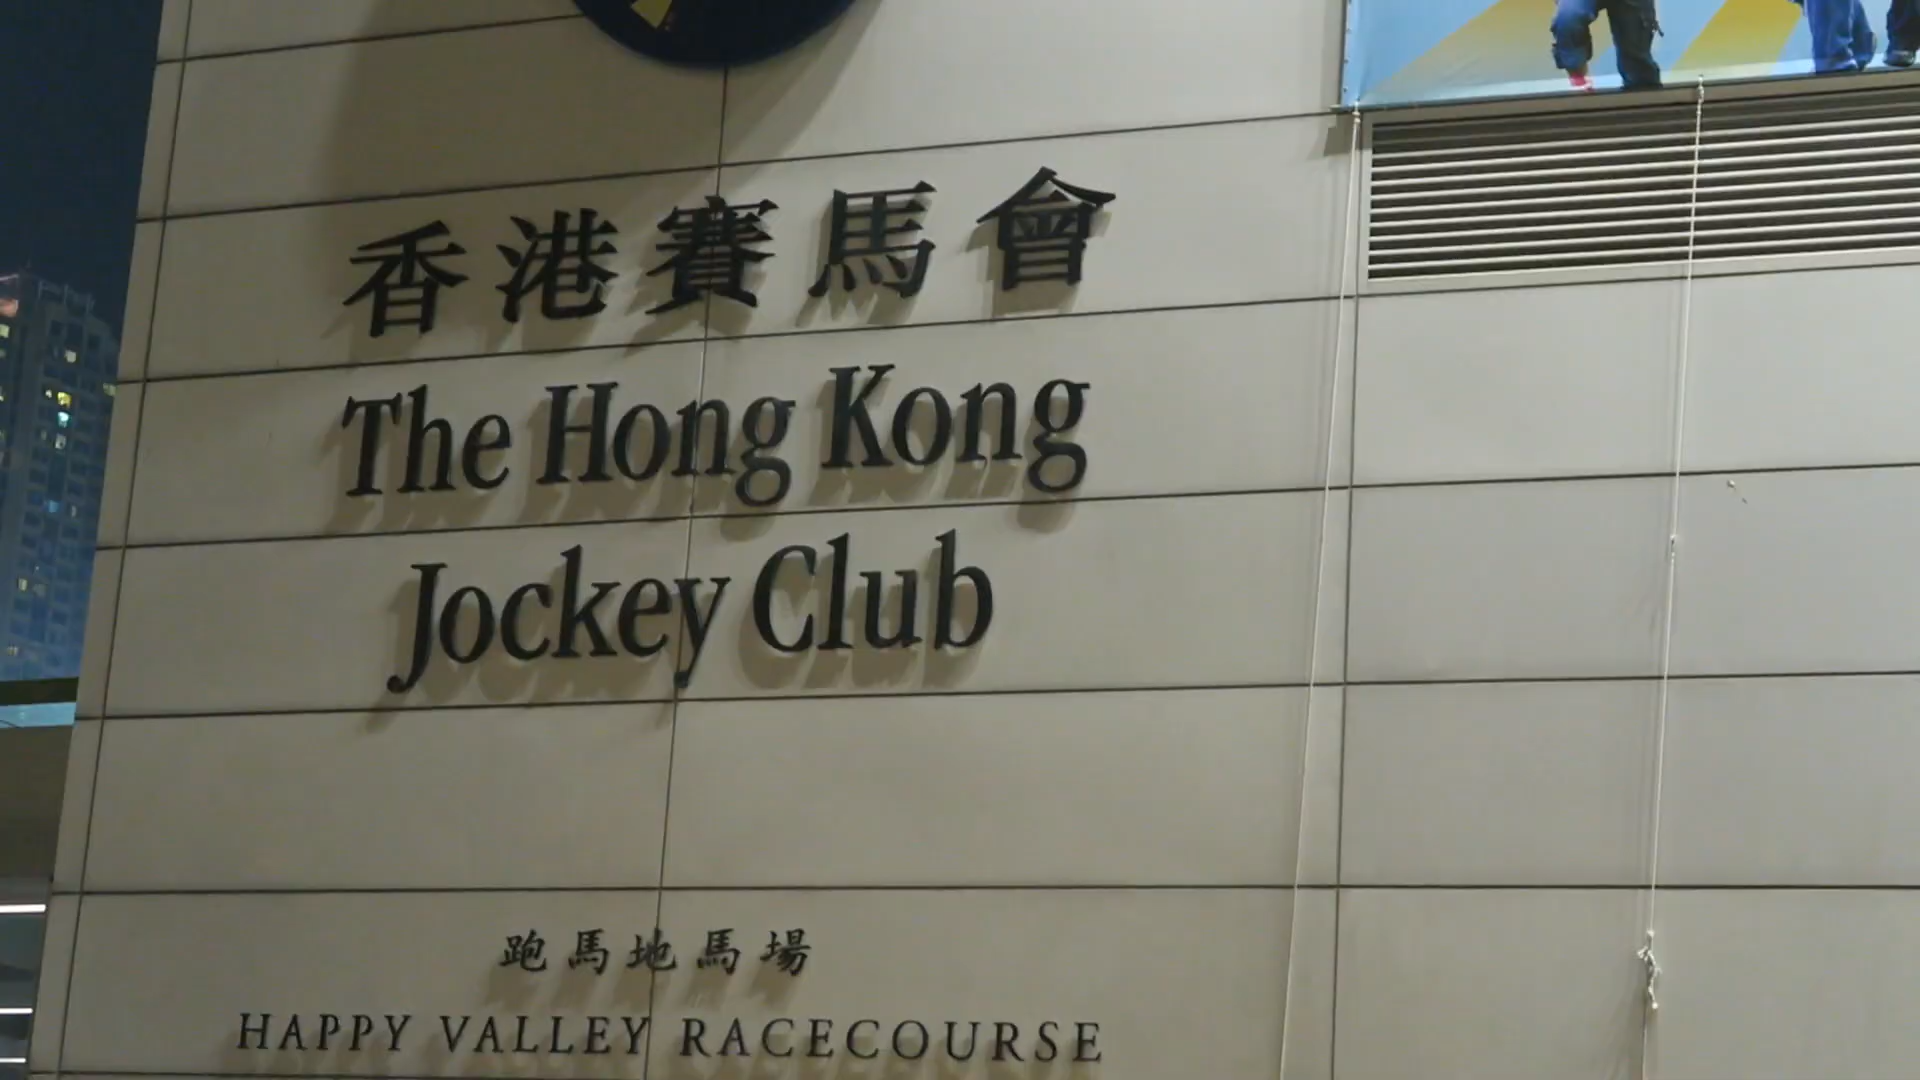 香港賽馬會
The Hong Kong
Jockey Club
跑馬地馬場
HAPPY VALLEY RACECOURSE